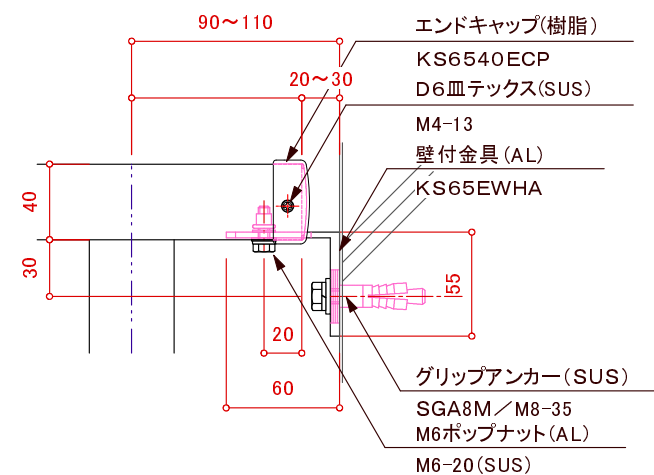 90～110
エンドキャップ(樹脂)
KS6540ECP
20～30
D6皿テックス(SUS)
M4-13
壁付金具(AL)
KS65EWHA
40
30
55
20
60
グリップアンカー(SUS)
SGA8M／M8-35
M6ポップナット(AL)
M6-20(SUS)